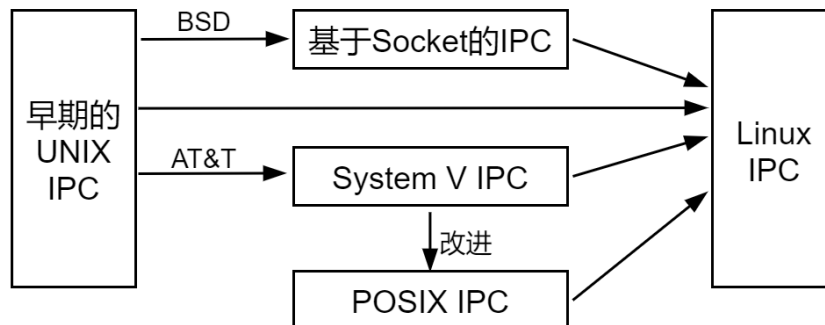 早期的
UNIX
IPC
BSD
基于Socket的IPC
AT&T
System V IPC
改进
POSIX IPC
Linux
IPC